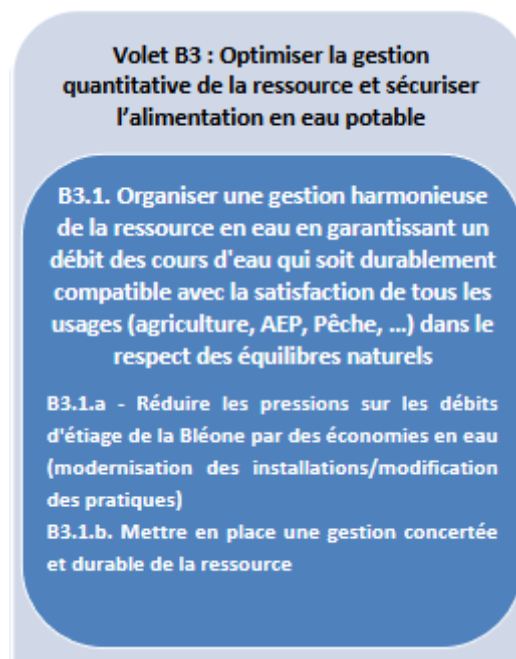 Volet B3 : Optimiser la gestion
quantitative de la ressource et sécuriser
l’alimentation en eau potable
B3.1. Organiser une gestion harmonieuse
de la ressource en eau en garantissant un
débit des cours d'eau qui soit durablement
compatible avec la satisfaction de tous les
usages (agriculture, AEP, Pêche, ...) dans le
respect des équilibres naturels
B3.1.a - Réduire les pressions sur les débits
d'étiage de la Bléone par des économies en eau
(modernisation des installations/modification
des pratiques)
B3.1.b. Mettre en place une gestion concertée
et durable de la ressource